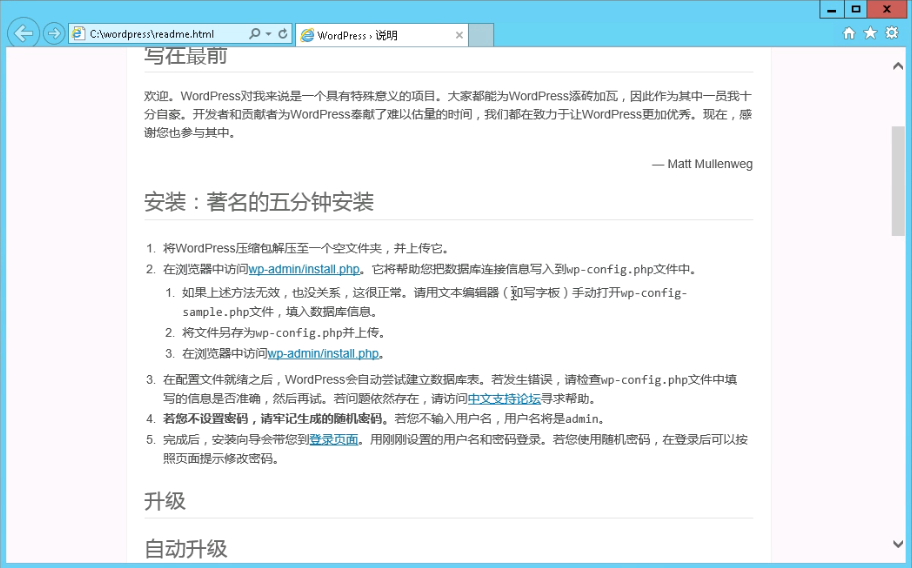 C:\wordpress\readme.html
WordPress › 说明
写在最前
欢迎。WordPress对我来说是一个具有特殊意义的项目。大家都能为WordPress添砖加瓦，因此作为其中一员我十
分自豪。开发者和贡献者为WordPress奉献了难以估量的时间，我们都在致力于让WordPress更加优秀。现在，感
谢您也参与其中。
— Matt Mullenweg
安装：著名的五分钟安装
1. 将WordPress压缩包解压至一个空文件夹，并上传它。
2. 在浏览器中访问wp-admin/install.php。它将帮助您把数据库连接信息写入到wp-config.php文件中。
1. 如果上述方法无效，也没关系，这很正常。请用文本编辑器（如写字板）手动打开wp-config-
sample.php文件，填入数据库信息。
2. 将文件另存为wp-config.php并上传。
3. 在浏览器中访问wp-admin/install.php。
3. 在配置文件就绪之后，WordPress会自动尝试建立数据库表。若发生错误，请检查wp-config.php文件中填
写的信息是否准确，然后再试。若问题依然存在，请访问中文支持论坛寻求帮助。
4. 若您不设置密码，请牢记生成的随机密码。若您不输入用户名，用户名将是admin。
5. 完成后，安装向导会带您到登录页面。用刚刚设置的用户名和密码登录。若您使用随机密码，在登录后可以按
照页面提示修改密码。
升级
自动升级